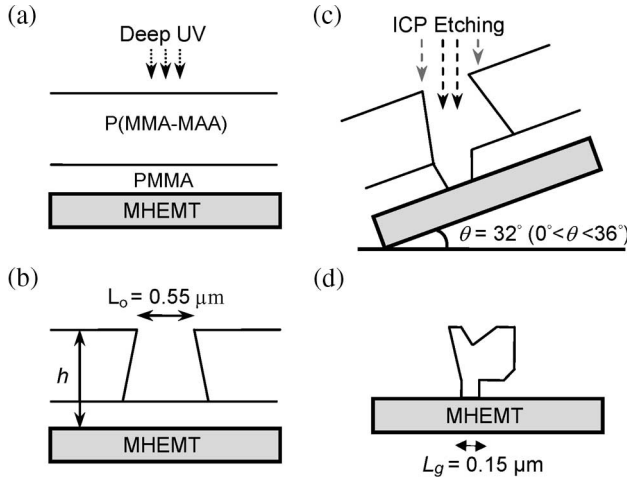 (a)
Deep UV
P(MMA-MAA)
PMMA
MHEMT
(b)
Lₒ = 0.55 μm
h
MHEMT
(c)
ICP Etching
θ = 32° (0°<θ<36°)
(d)
MHEMT
L_g = 0.15 μm